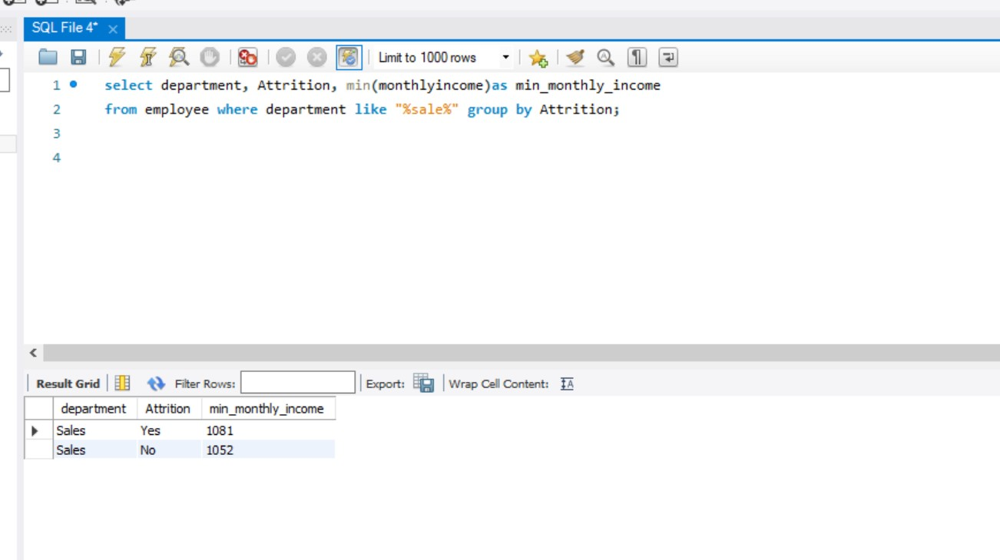 SQL File 4*
Limit to 1000 rows
1 select department, Attrition, min(monthlyincome)as min_monthly_income
2 from employee where department like "%sale%" group by Attrition;
3
4
Result Grid Filter Rows: Export: Wrap Cell Content:
department Attrition min_monthly_income
Sales Yes 1081
Sales No 1052